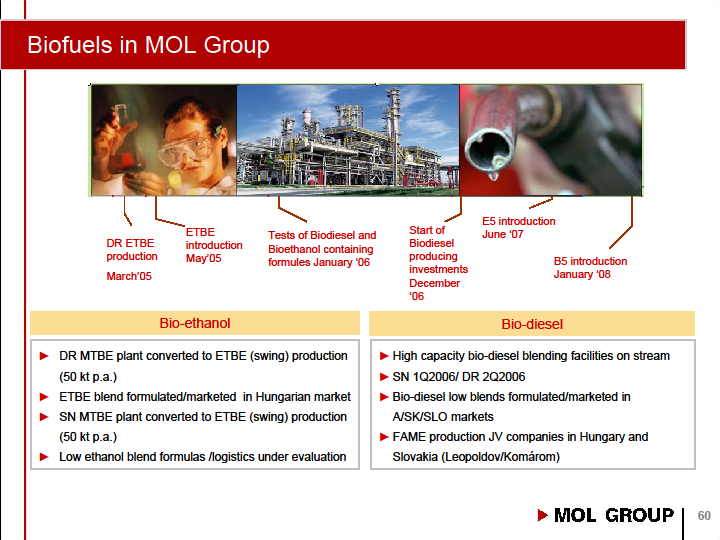 Biofuels in MOL Group
DR ETBE
production
March'05
ETBE
introduction
May'05
Tests of Biodiesel and
Bioethanol containing
formules January '06
Start of
Biodiesel
producing
investments
December
'06
E5 introduction
June '07
B5 introduction
January '08
Bio-ethanol
► DR MTBE plant converted to ETBE (swing) production
(50 kt p.a.)
► ETBE blend formulated/marketed in Hungarian market
► SN MTBE plant converted to ETBE (swing) production
(50 kt p.a.)
► Low ethanol blend formulas /logistics under evaluation
Bio-diesel
► High capacity bio-diesel blending facilities on stream
► SN 1Q2006/ DR 2Q2006
► Bio-diesel low blends formulated/marketed in
A/SK/SLO markets
► FAME production JV companies in Hungary and
Slovakia (Leopoldov/Komárom)
MOL GROUP
60